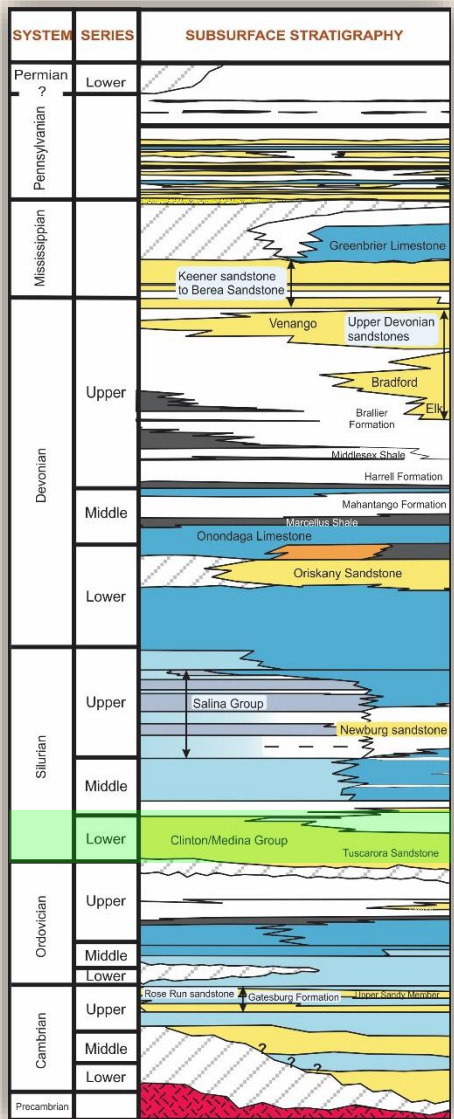 SYSTEM
SERIES
SUBSURFACE STRATIGRAPHY
Permian
?
Lower
Pennsylvanian
Mississippian
Greenbrier Limestone
Keener sandstone
to Berea Sandstone
Devonian
Upper
Venango
Upper Devonian
sandstones
Bradford
Elk
Brallier
Formation
Middlesex Shale
Harrell Formation
Middle
Mahantango Formation
Marcellus Shale
Onondaga Limestone
Lower
Oriskany Sandstone
Silurian
Upper
Salina Group
Newburg sandstone
Middle
Lower
Clinton/Medina Group
Tuscarora Sandstone
Ordovician
Upper
Middle
Lower
Cambrian
Upper
Rose Run sandstone
Gatesburg Formation
Upper Sandy Member
Middle
?
?
?
Lower
Precambrian